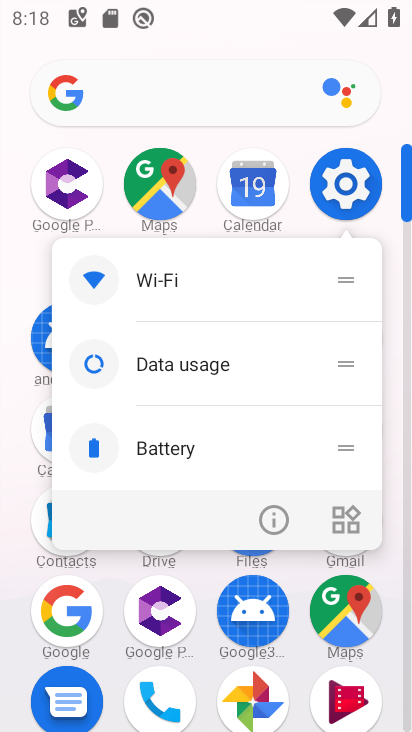 8:18
Google P...
Maps
Calendar
19
Wi-Fi
Data usage
Battery
Contacts
Drive
Files
Gmail
Google
Google P...
Google3...
Maps